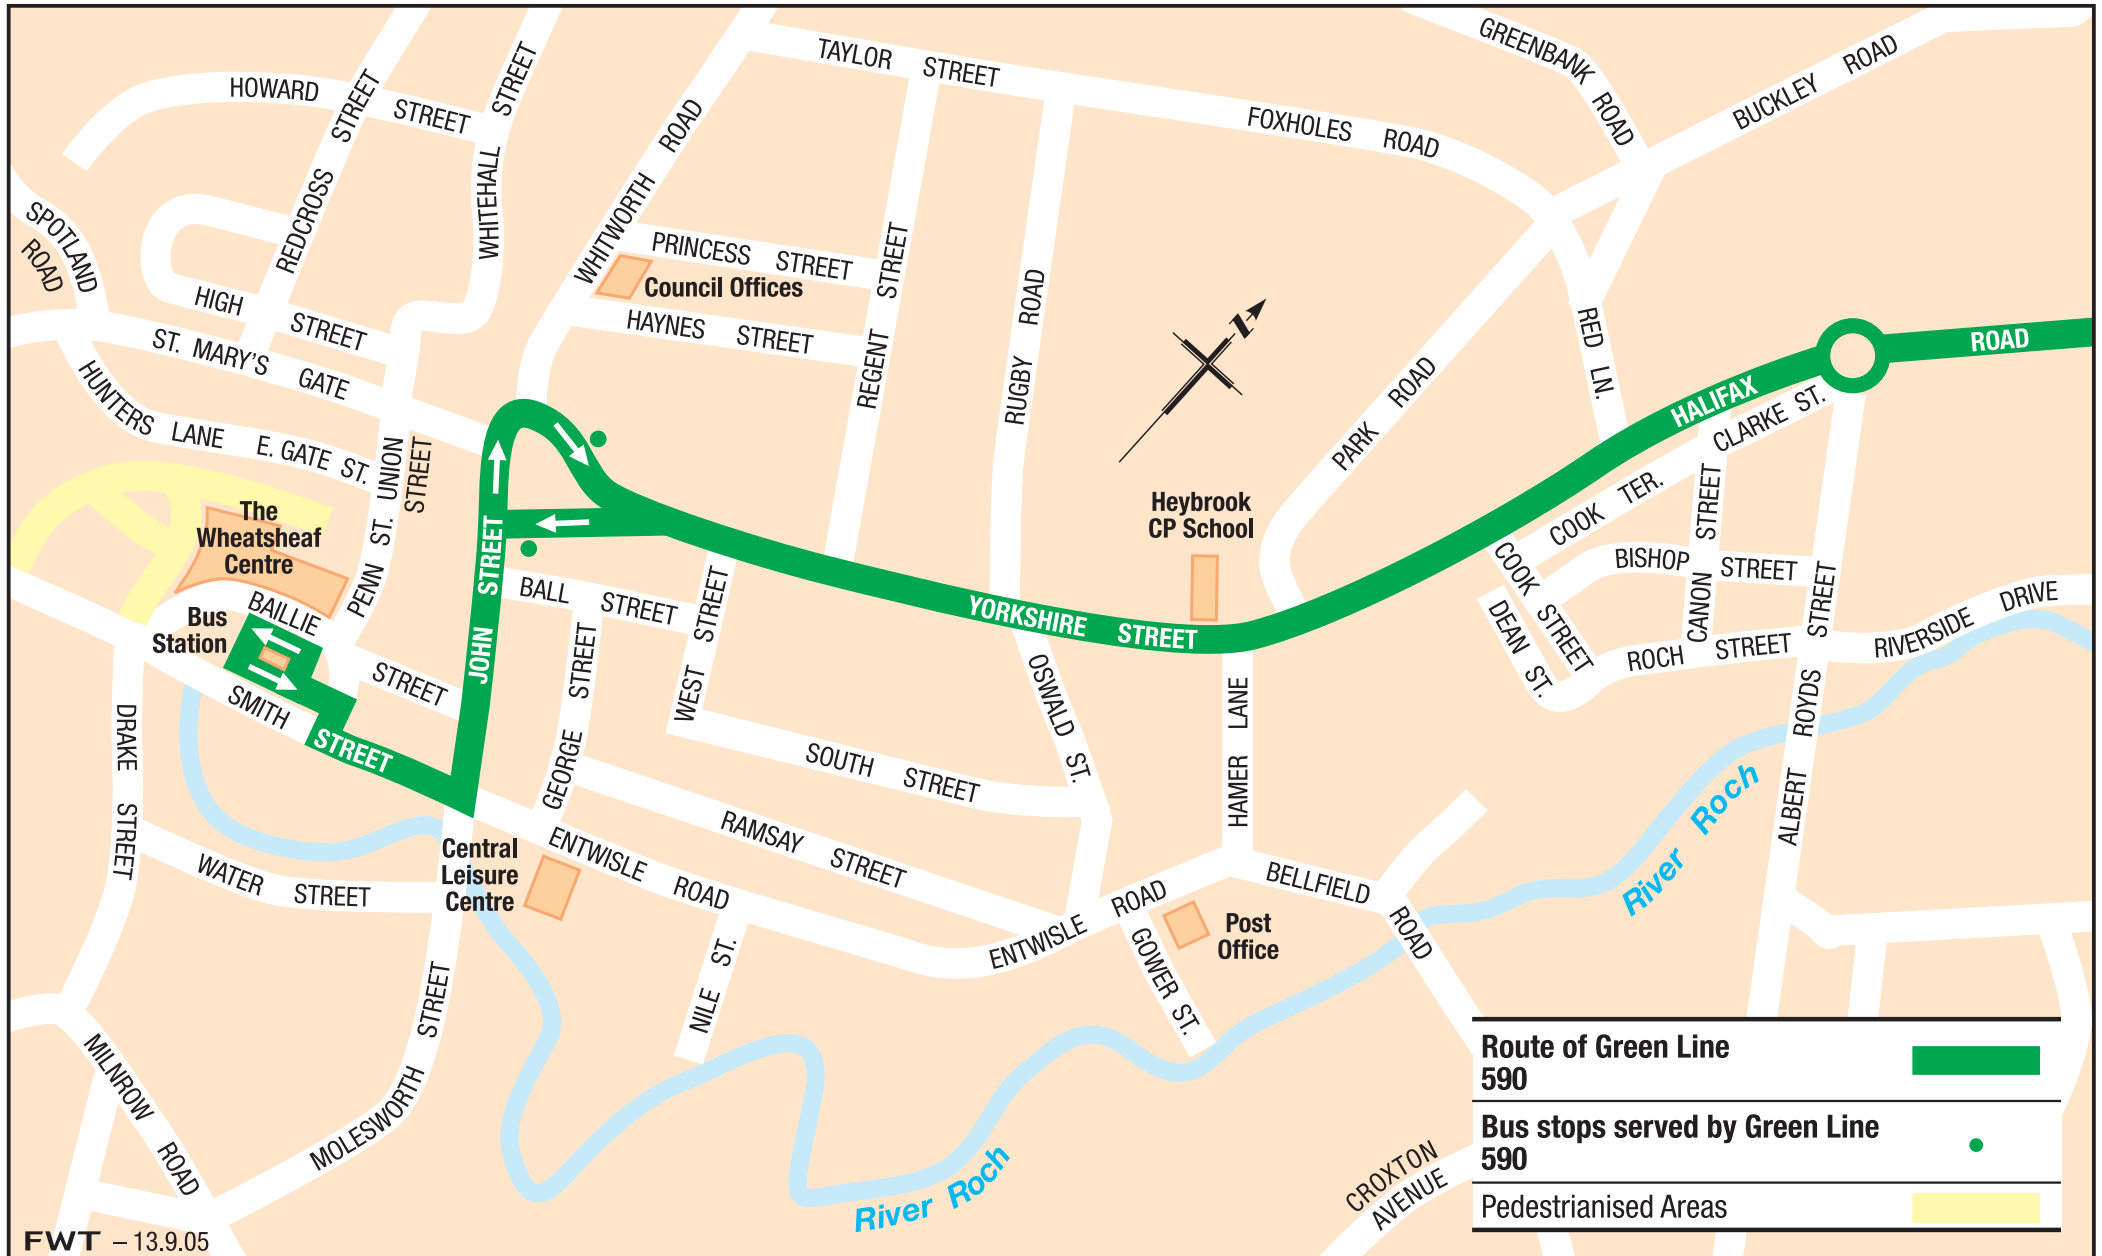 GREENBANK ROAD
BUCKLEY ROAD
TAYLOR STREET
FOXHOLES ROAD
HOWARD STREET
REDCROSS STREET
WHITEHALL STREET
WHITWORTH ROAD
SPOTLAND
ROAD
PRINCESS STREET
Council Offices
HAYNES STREET
REGENT STREET
RUGBY ROAD
HIGH STREET
ST. MARY'S GATE
HUNTERS LANE
E. GATE ST.
PENN ST.
UNION
STREET
N
PARK ROAD
RED LN.
HALIFAX ROAD
CLARKE ST.
COOK TER.
COOK STREET
DEAN ST.
BISHOP STREET
CANON STREET
ROCH STREET
RIVERSIDE DRIVE
ALBERT ROYDS STREET
Heybrook
CP School
The
Wheatsheaf
Centre
Bus
Station
BAILLIE STREET
SMITH STREET
JOHN STREET
BALL STREET
GEORGE STREET
WEST STREET
YORKSHIRE STREET
OSWALD ST.
HAMER LANE
SOUTH STREET
RAMSAY STREET
DRAKE STREET
WATER STREET
Central
Leisure
Centre
ENTWISLE ROAD
ENTWISLE ROAD
BELLFIELD ROAD
Post
Office
GOWER ST.
NILE ST.
MOLESWORTH STREET
MILNROW ROAD
River Roch
River Roch
CROXTON
AVENUE
Route of Green Line
590
Bus stops served by Green Line
590
Pedestrianised Areas
FWT – 13.9.05